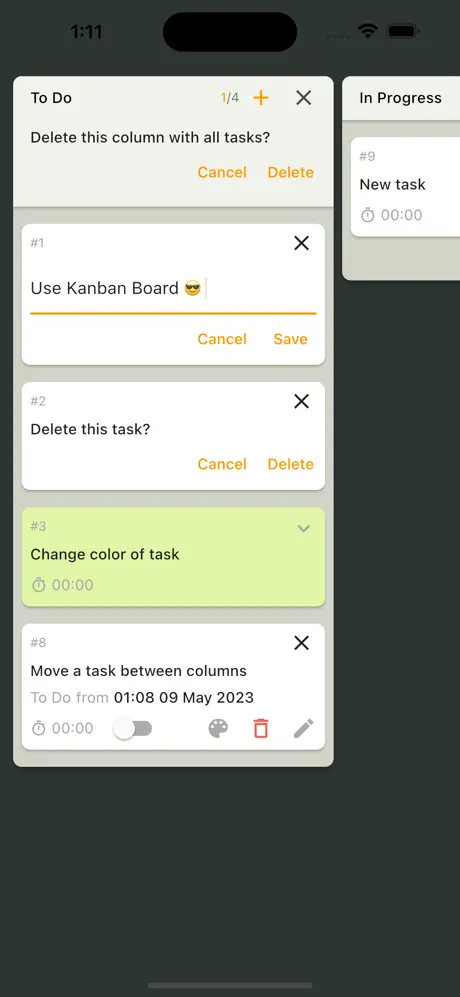 1:11
To Do 1/4
Delete this column with all tasks?
Cancel Delete
#1
Use Kanban Board 😎
Cancel Save
#2
Delete this task?
Cancel Delete
#3
Change color of task
00:00
#8
Move a task between columns
To Do from 01:08 09 May 2023
00:00
In Progress
#9
New task
00:00